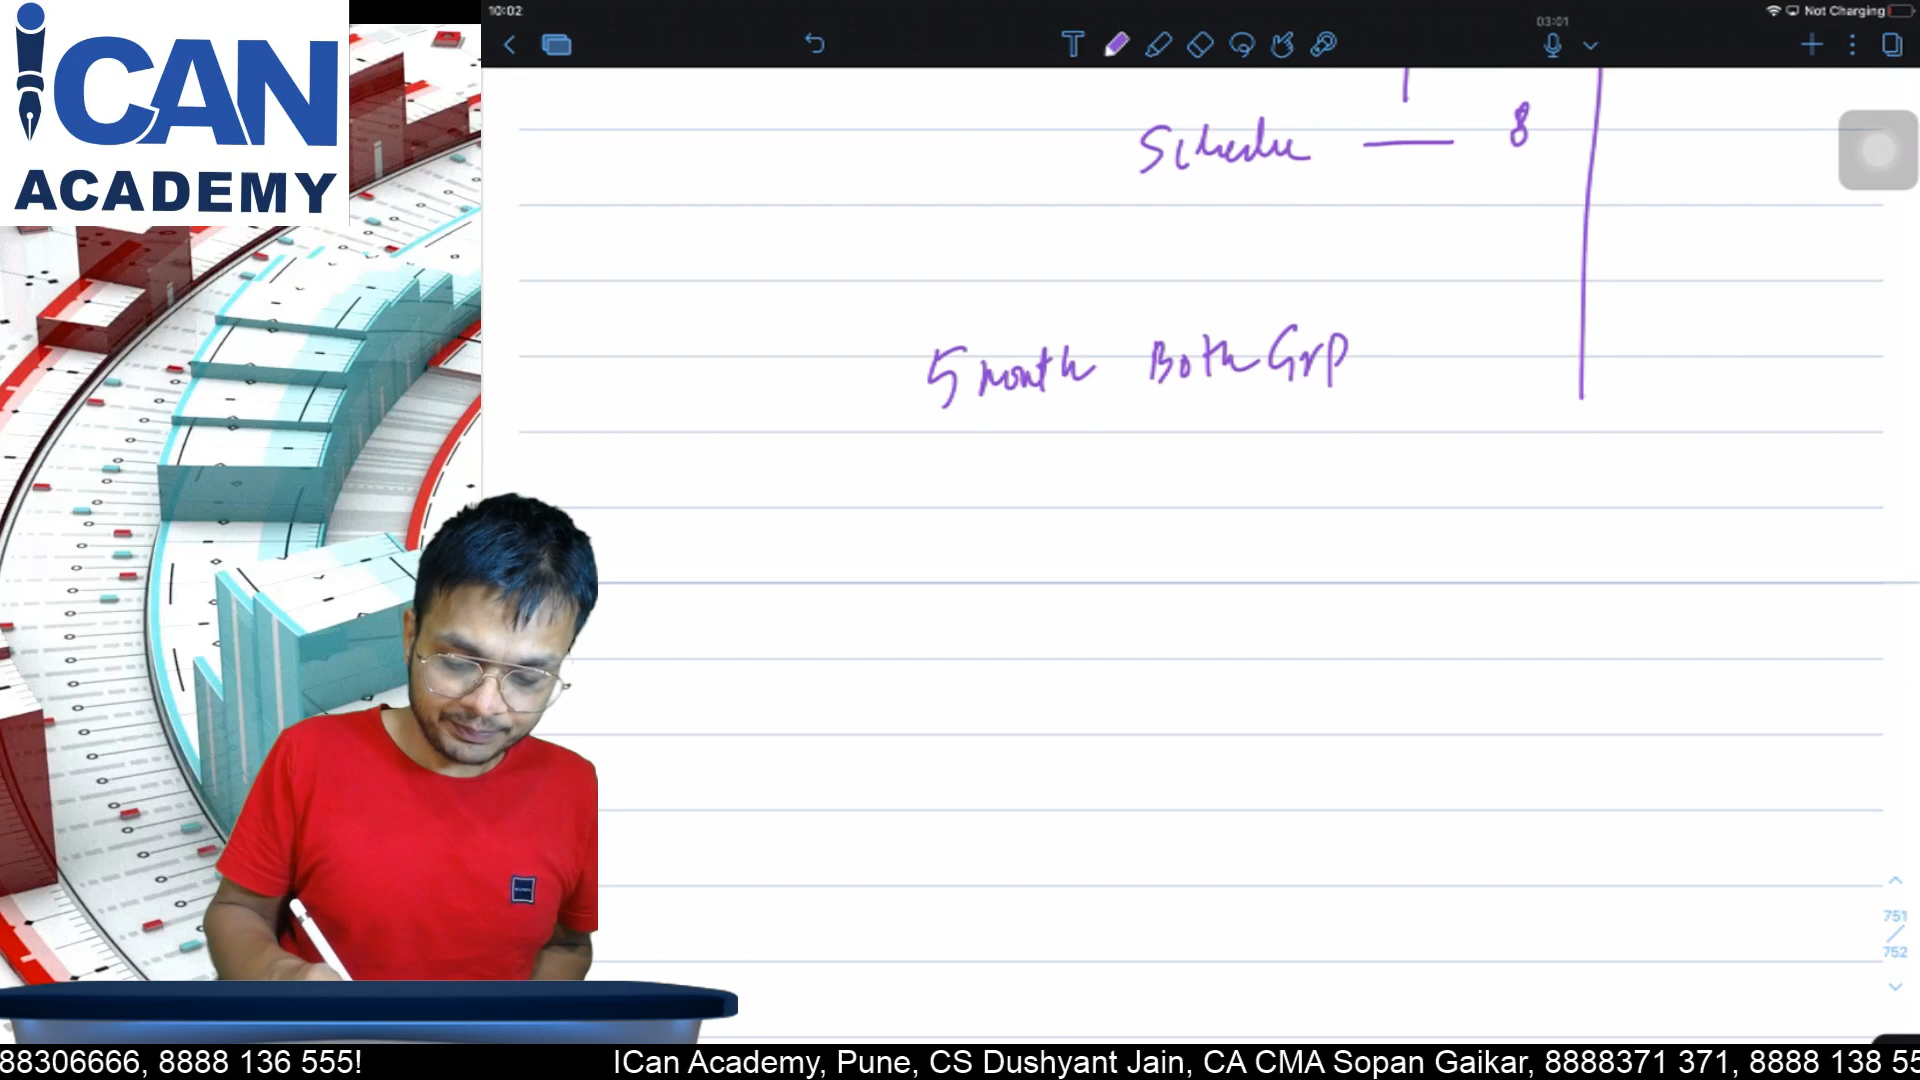 iCAN
ACADEMY
10:02
Not Charging
03:01
T
8
5 month Both Grp
751
752
88306666, 8888 136 555!
ICan Academy, Pune, CS Dushyant Jain, CA CMA Sopan Gaikar, 8888371 371, 8888 138 55